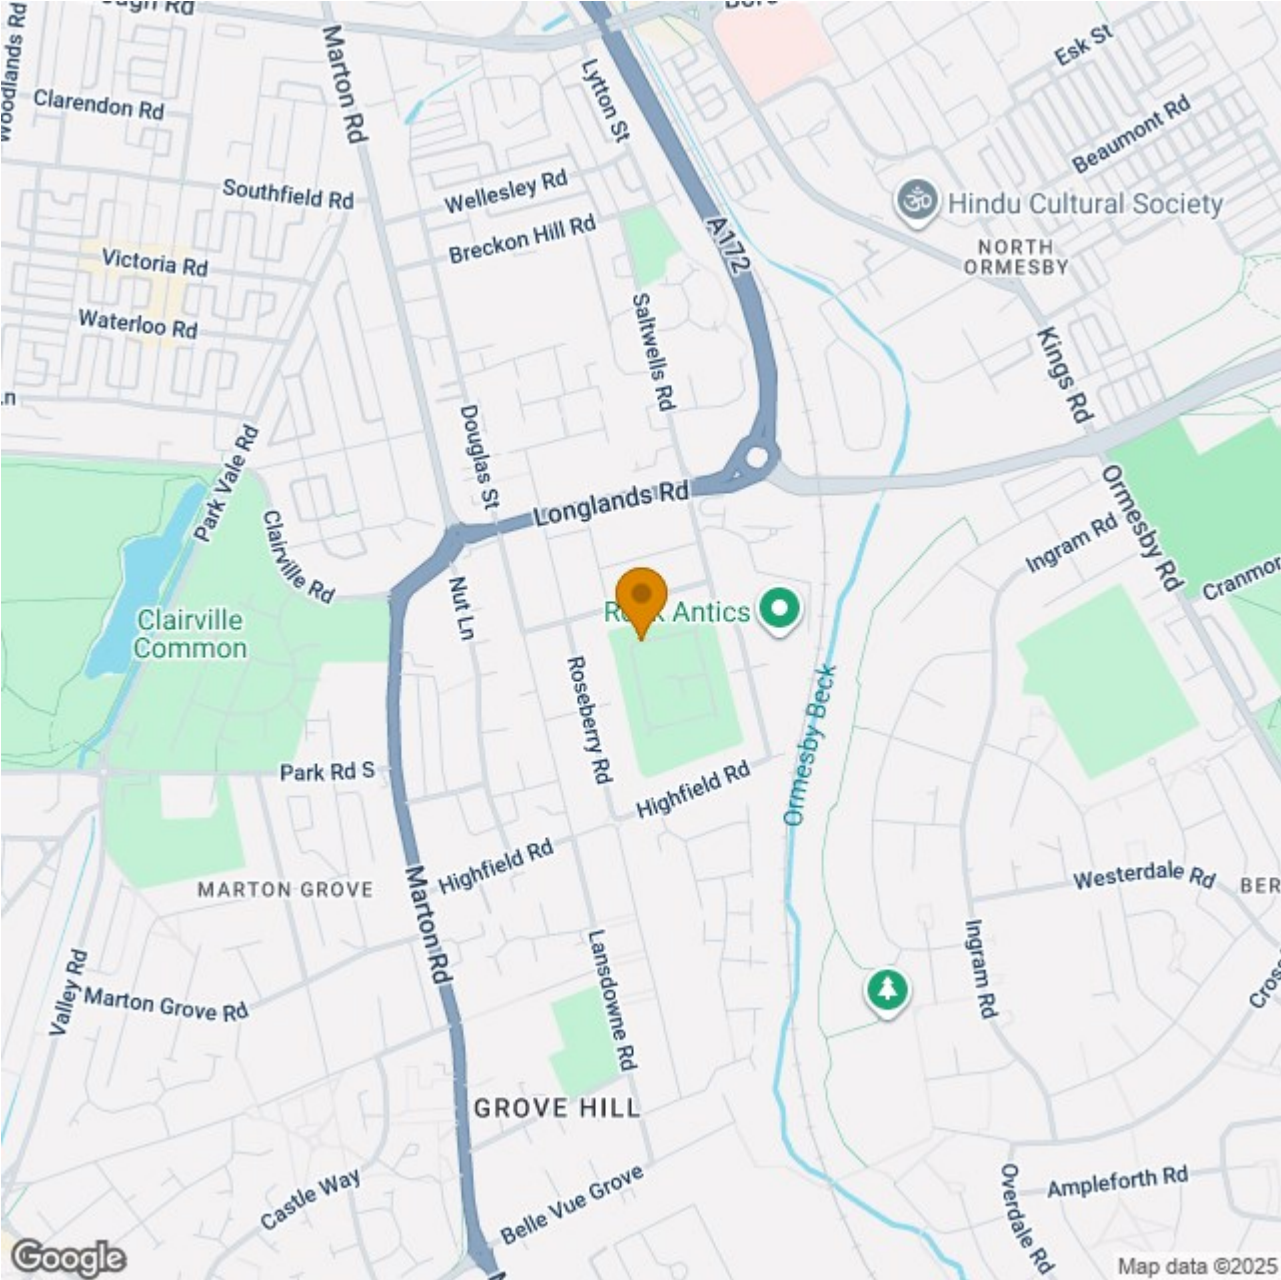 Marton Rd
Woodlands Rd
Clarendon Rd
Lytton St
Esk St
Beaumont Rd
Southfield Rd
Wellesley Rd
Breckon Hill Rd
A172
Hindu Cultural Society
NORTH
ORMESBY
Victoria Rd
Waterloo Rd
Saltwells Rd
Kings Rd
Park Vale Rd
Douglas St
Longlands Rd
Clairville Rd
Ormesby Rd
Ingram Rd
Nut Ln
Clairville
Common
Antics
Roseberry Rd
Ormesby Beck
Park Rd S
Highfield Rd
Highfield Rd
MARTON GROVE
Marton Rd
Westerdale Rd
Ingram Rd
Valley Rd
Marton Grove Rd
Lansdowne Rd
GROVE HILL
Castle Way
Belle Vue Grove
Overdale Rd
Ampleforth Rd
Google
Map data ©2025